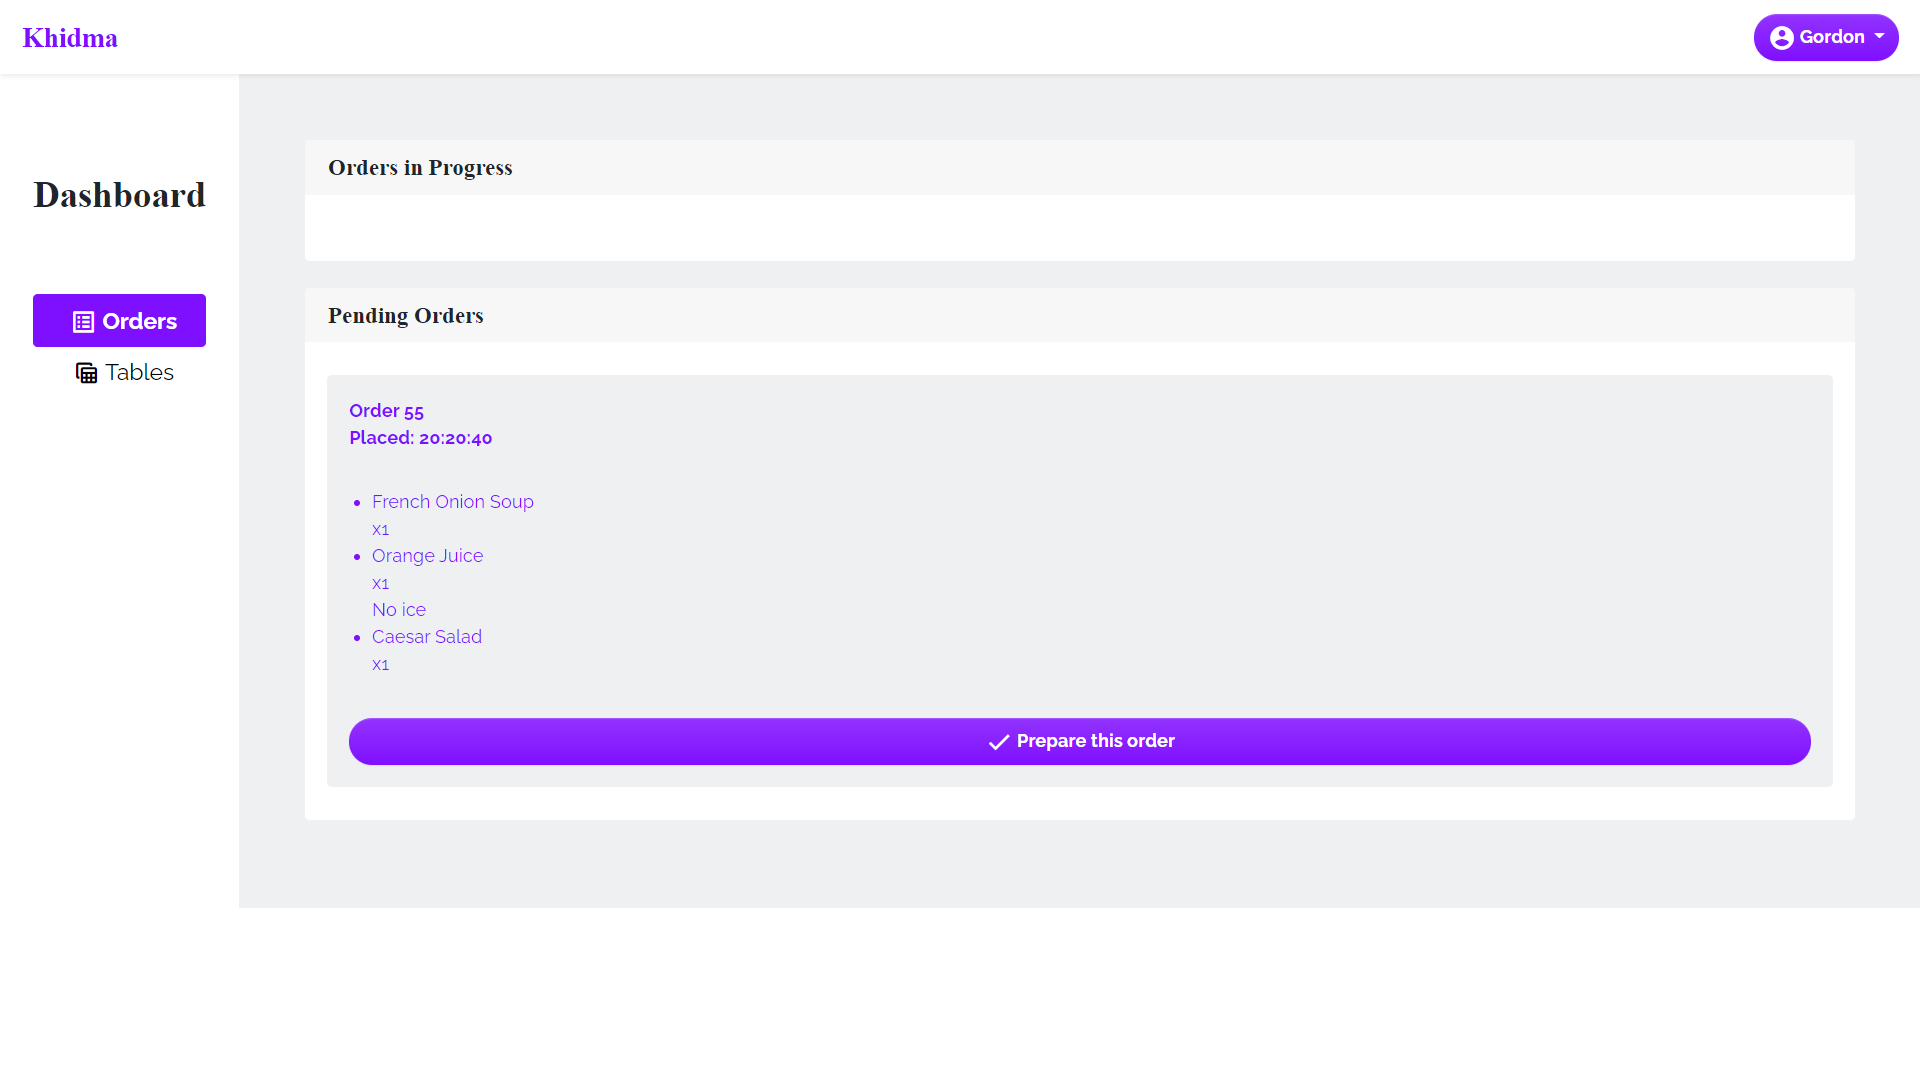 Khidma
Gordon
Dashboard
Orders
Tables
Orders in Progress
Pending Orders
Order 55
Placed: 20:20:40
French Onion Soup
x1
Orange Juice
x1
No ice
Caesar Salad
x1
Prepare this order